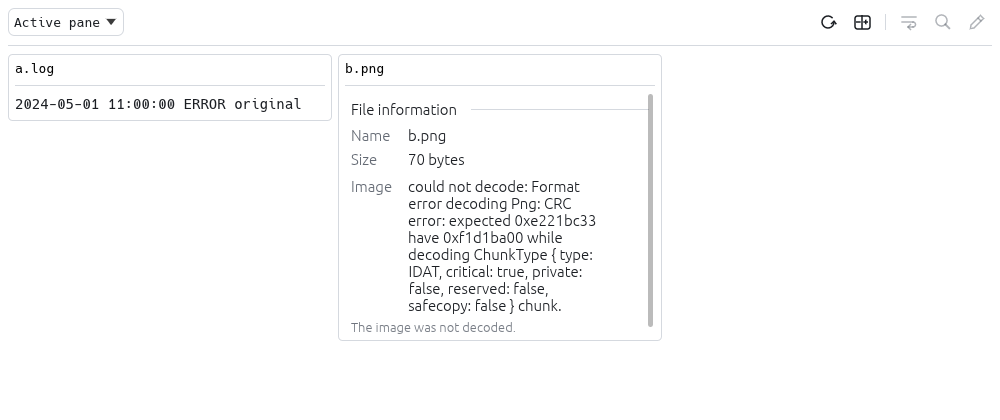 Active pane
a.log
2024-05-01 11:00:00 ERROR original
b.png
File information
Name b.png
Size 70 bytes
Image could not decode: Format
error decoding Png: CRC
error: expected 0xe221bc33
have 0xf1d1ba00 while
decoding ChunkType { type:
IDAT, critical: true, private:
false, reserved: false,
safecopy: false } chunk.
The image was not decoded.